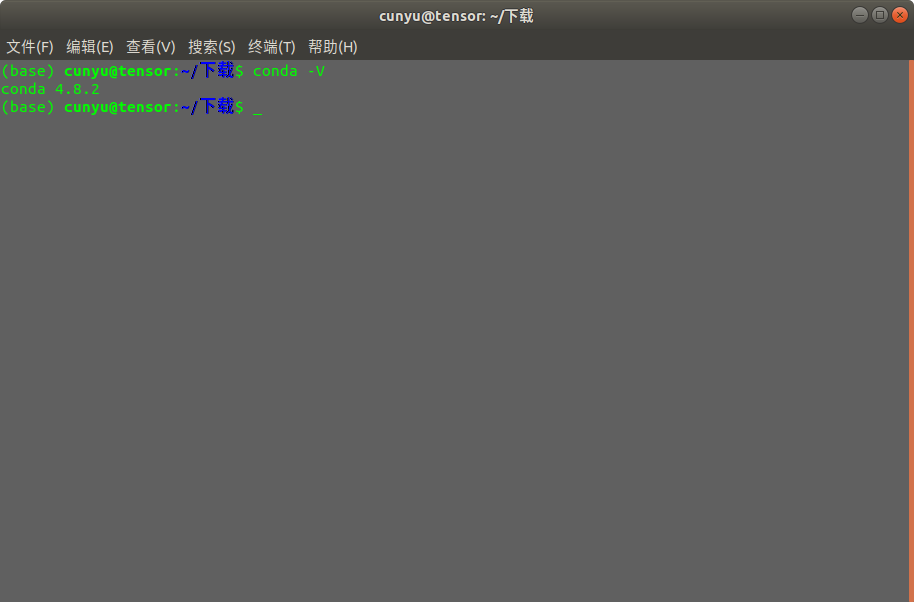 cunyu@tensor: ~/下载
文件(F) 编辑(E) 查看(V) 搜索(S) 终端(T) 帮助(H)
(base) cunyu@tensor:~/下载$ conda -V
conda 4.8.2
(base) cunyu@tensor:~/下载$ _